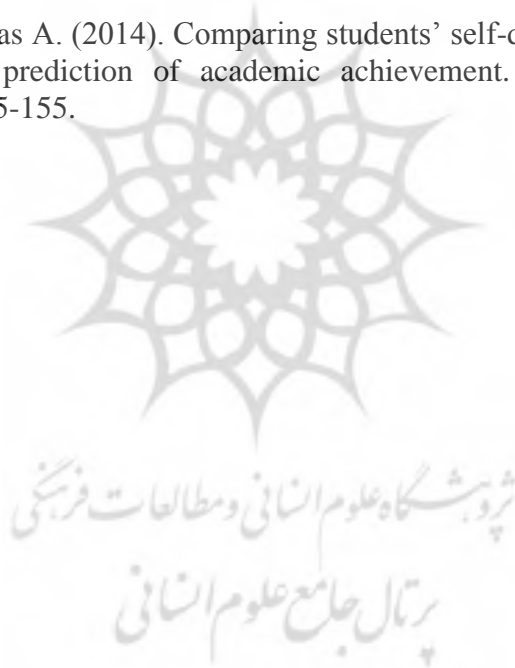 as A. (2014). Comparing students’ self-d
prediction of academic achievement.
5-155.
پژوهشگاه علوم انسانی و مطالعات فرهنگی
پرتال جامع علوم انسانی